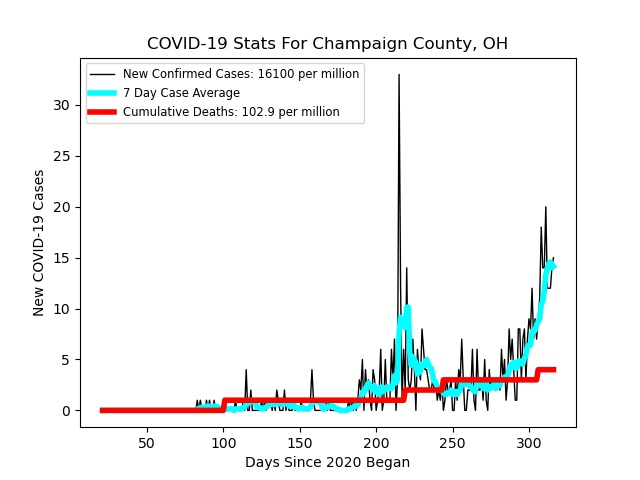 COVID-19 Stats For Champaign County, OH
New Confirmed Cases: 16100 per million
7 Day Case Average
Cumulative Deaths: 102.9 per million
New COVID-19 Cases
30
25
20
15
10
5
0
50 100 150 200 250 300
Days Since 2020 Began